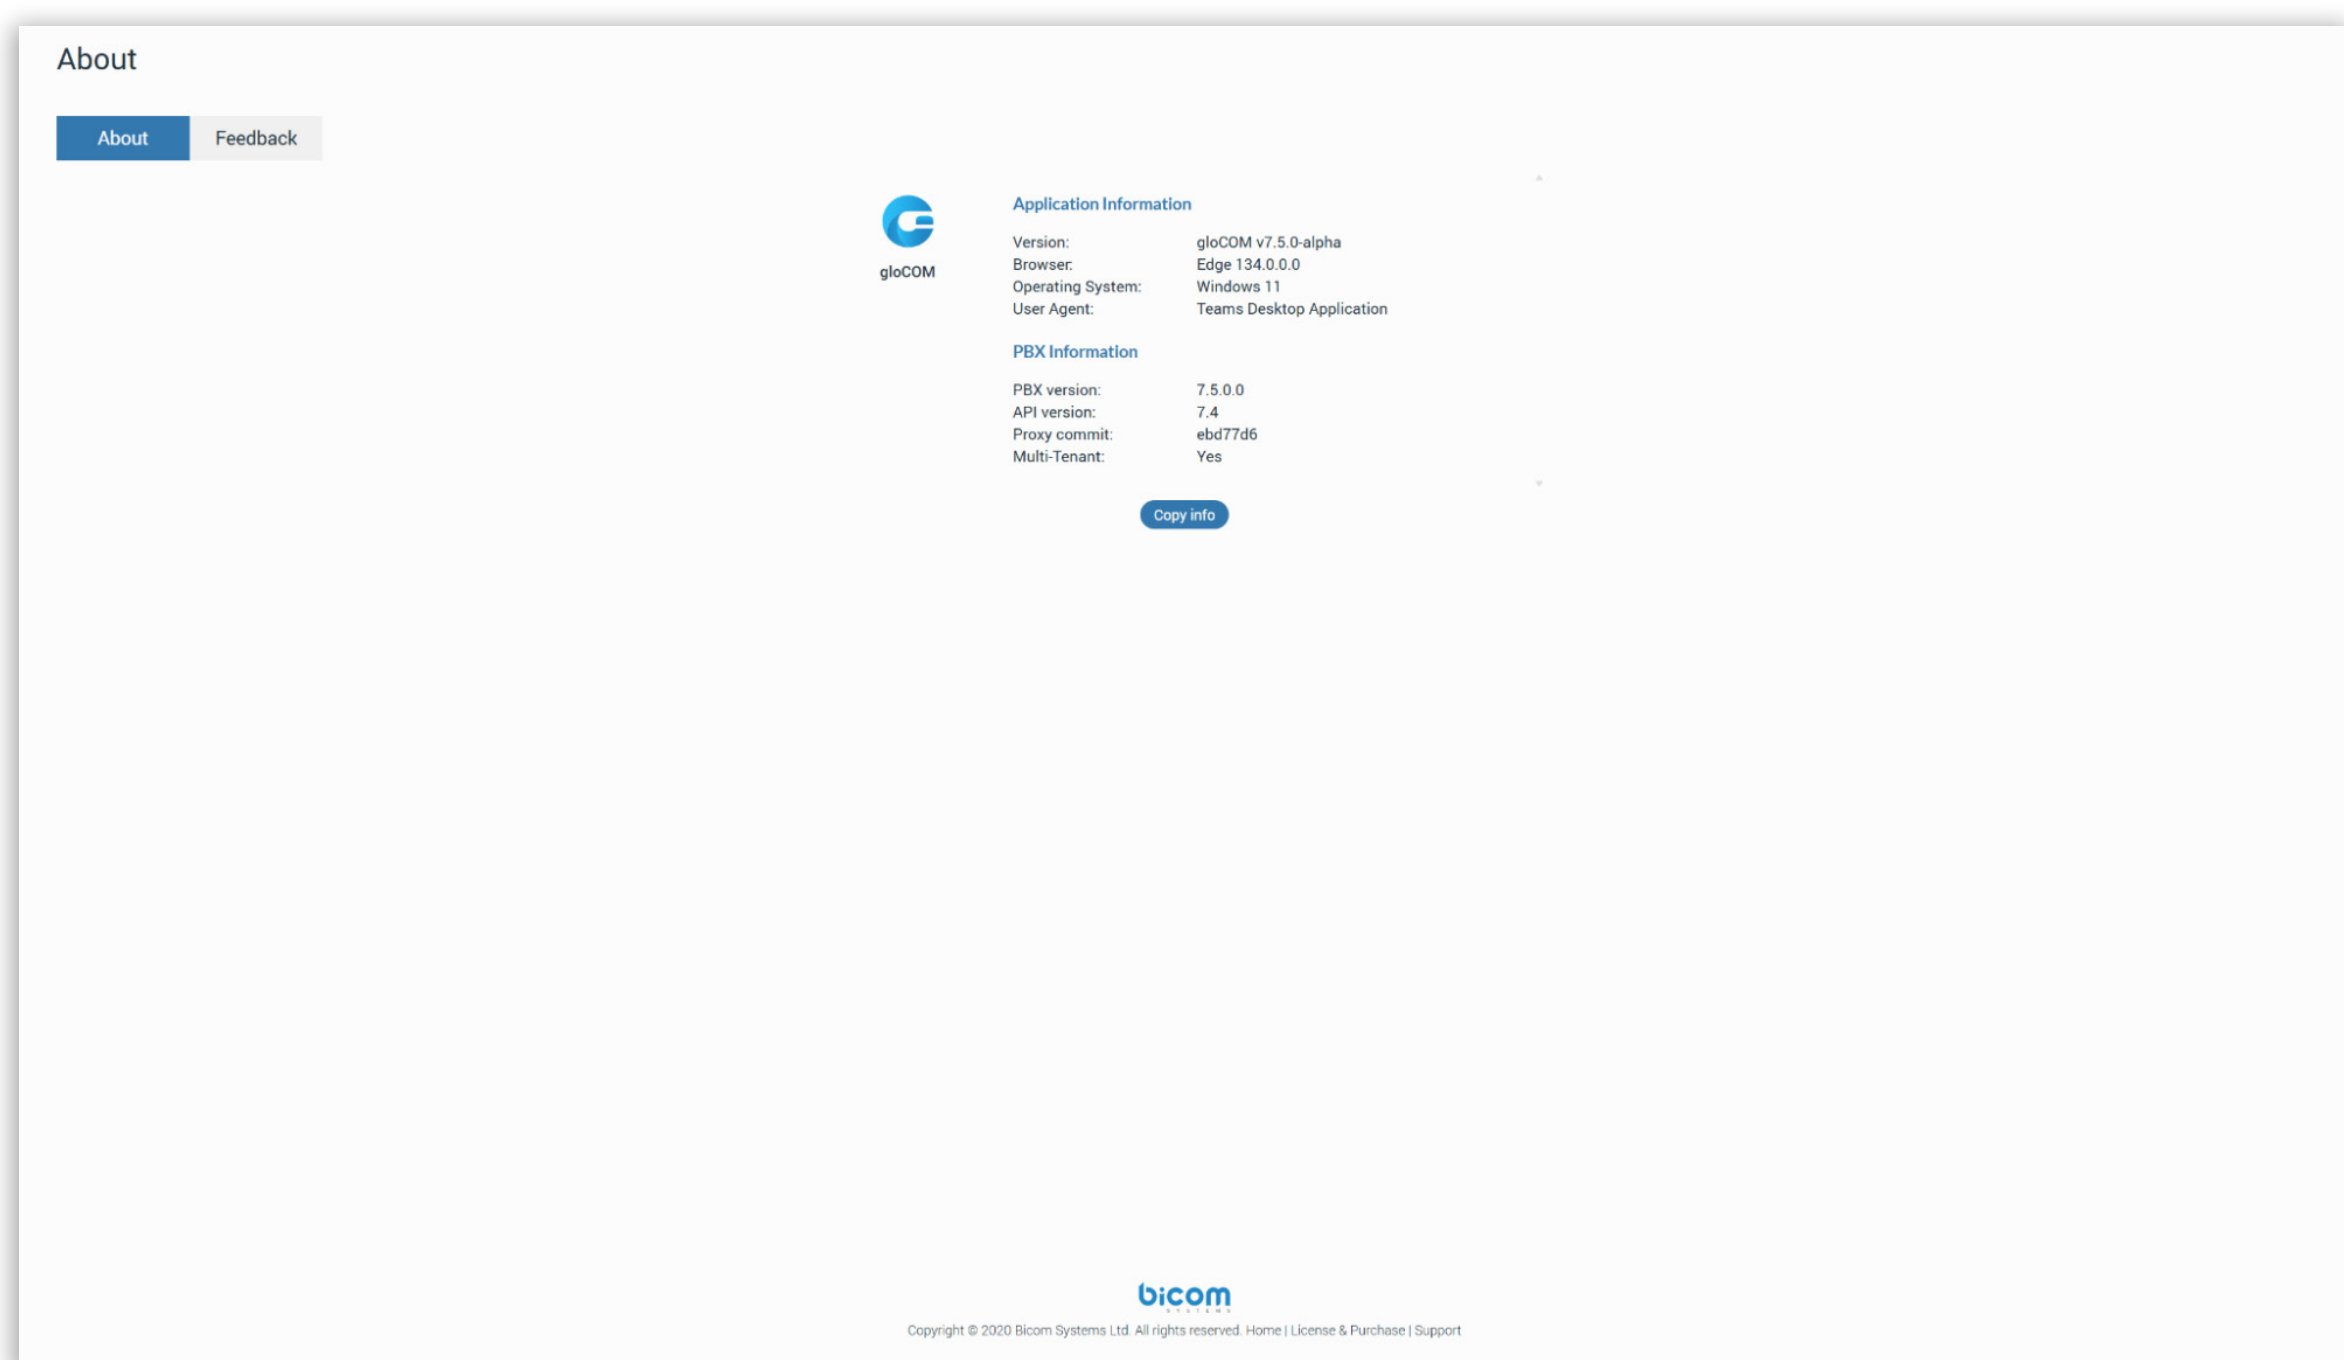 About
About
Feedback
gloCOM
Application Information
Version: gloCOM v7.5.0-alpha
Browser: Edge 134.0.0.0
Operating System: Windows 11
User Agent: Teams Desktop Application
PBX Information
PBX version: 7.5.0.0
API version: 7.4
Proxy commit: ebd77d6
Multi-Tenant: Yes
Copy info
bicom
SYSTEMS
Copyright © 2020 Bicom Systems Ltd. All rights reserved. Home | License & Purchase | Support